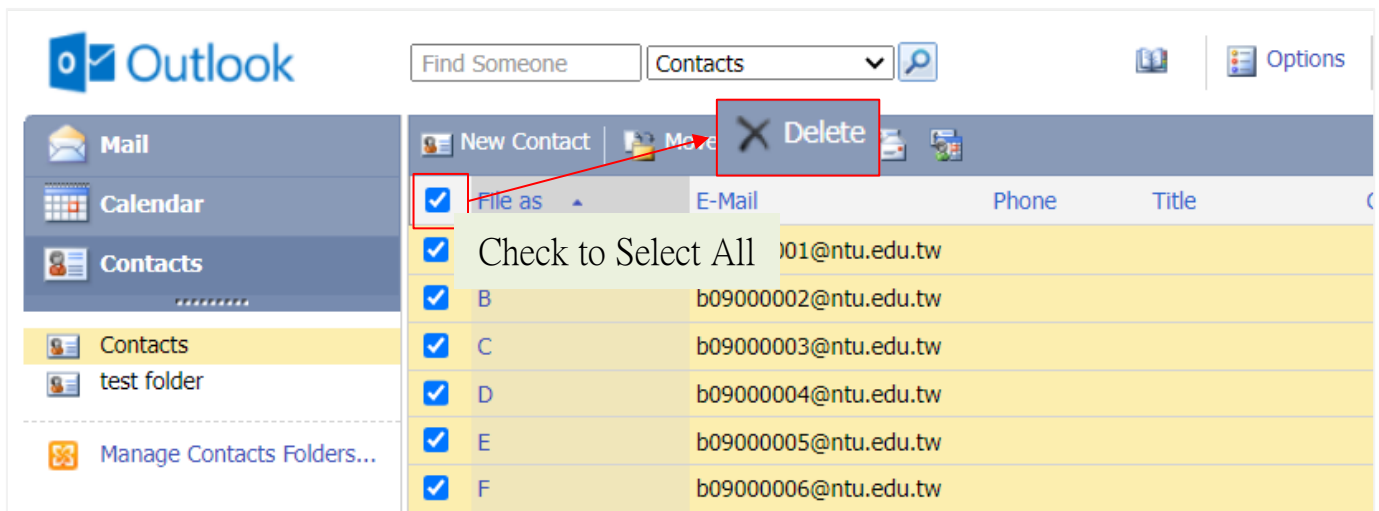 Outlook
Find Someone Contacts Options
Mail
Calendar
Contacts
Contacts
test folder
Manage Contacts Folders...
New Contact Move Delete
File as E-Mail Phone Title
Check to Select All
001@ntu.edu.tw
B b09000002@ntu.edu.tw
C b09000003@ntu.edu.tw
D b09000004@ntu.edu.tw
E b09000005@ntu.edu.tw
F b09000006@ntu.edu.tw